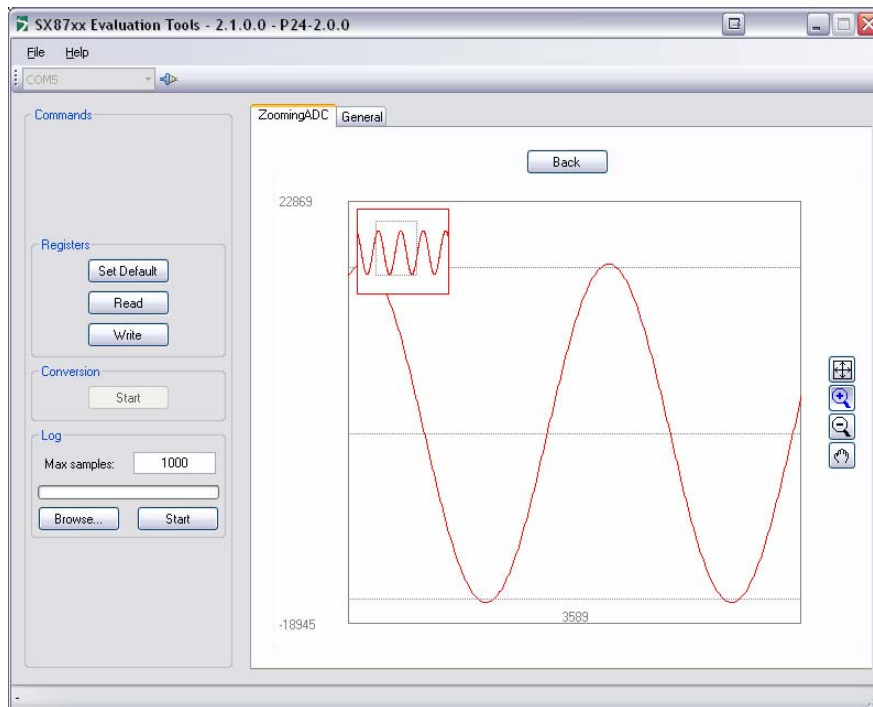 SX87xx Evaluation Tools - 2.1.0.0 - P24-2.0.0
File Help
COM5
Commands
Registers
Set Default
Read
Write
Conversion
Start
Log
Max samples: 1000
Browse... Start
ZoomingADC General
Back
22869
3589
-18945
-